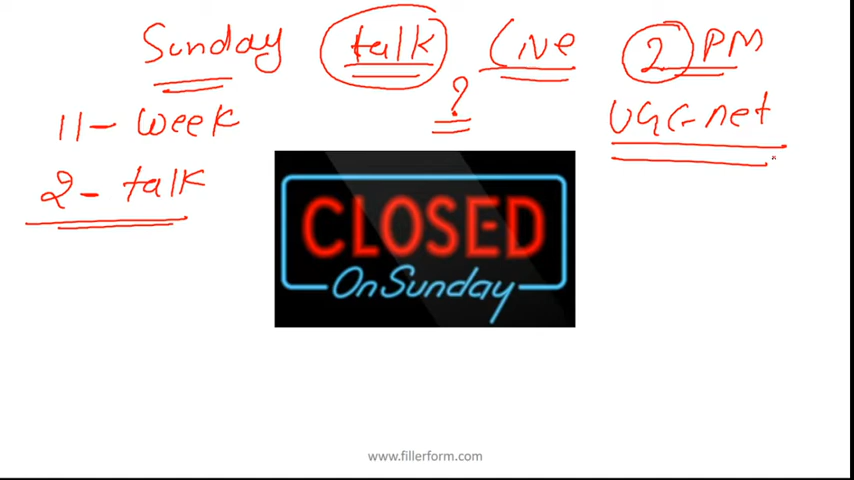 Sunday talk Live 2 PM
?
11- week
UGC-net
2- talk
CLOSED
On Sunday
www.fillerform.com